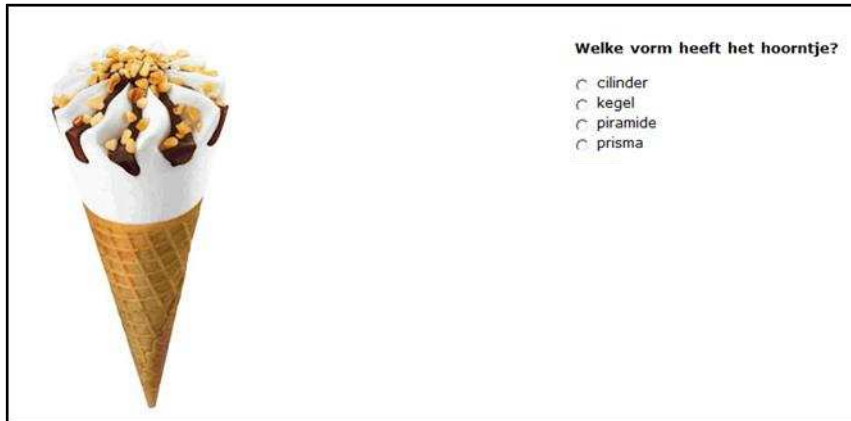 Welke vorm heeft het hoorntje?
cilinder
kegel
piramide
prisma